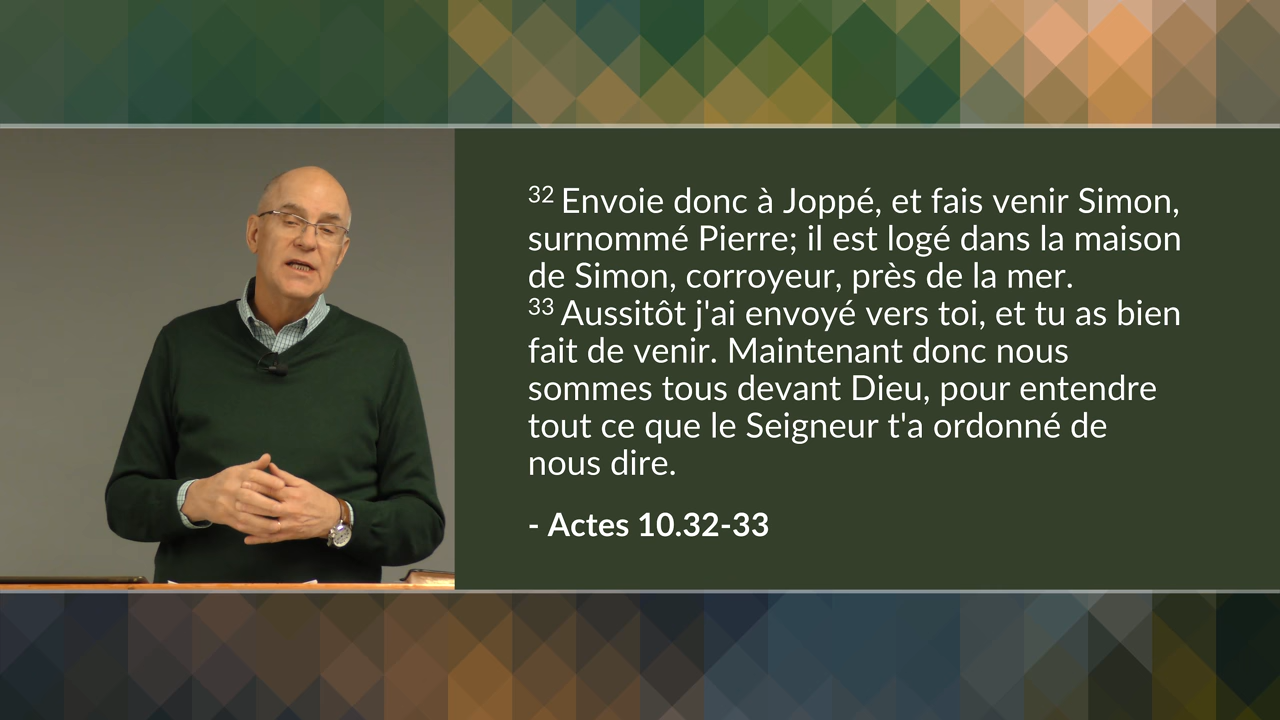 32 Envoie donc à Joppé, et fais venir Simon,
surnommé Pierre; il est logé dans la maison
de Simon, corroyeur, près de la mer.
33 Aussitôt j'ai envoyé vers toi, et tu as bien
fait de venir. Maintenant donc nous
sommes tous devant Dieu, pour entendre
tout ce que le Seigneur t'a ordonné de
nous dire.
- Actes 10.32-33